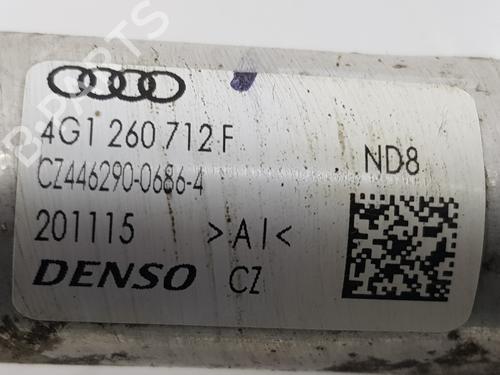 4G1 260 712 F
ND8
CZ446290-0686-4
201115 >AI<
DENSO CZ
B-PARTS